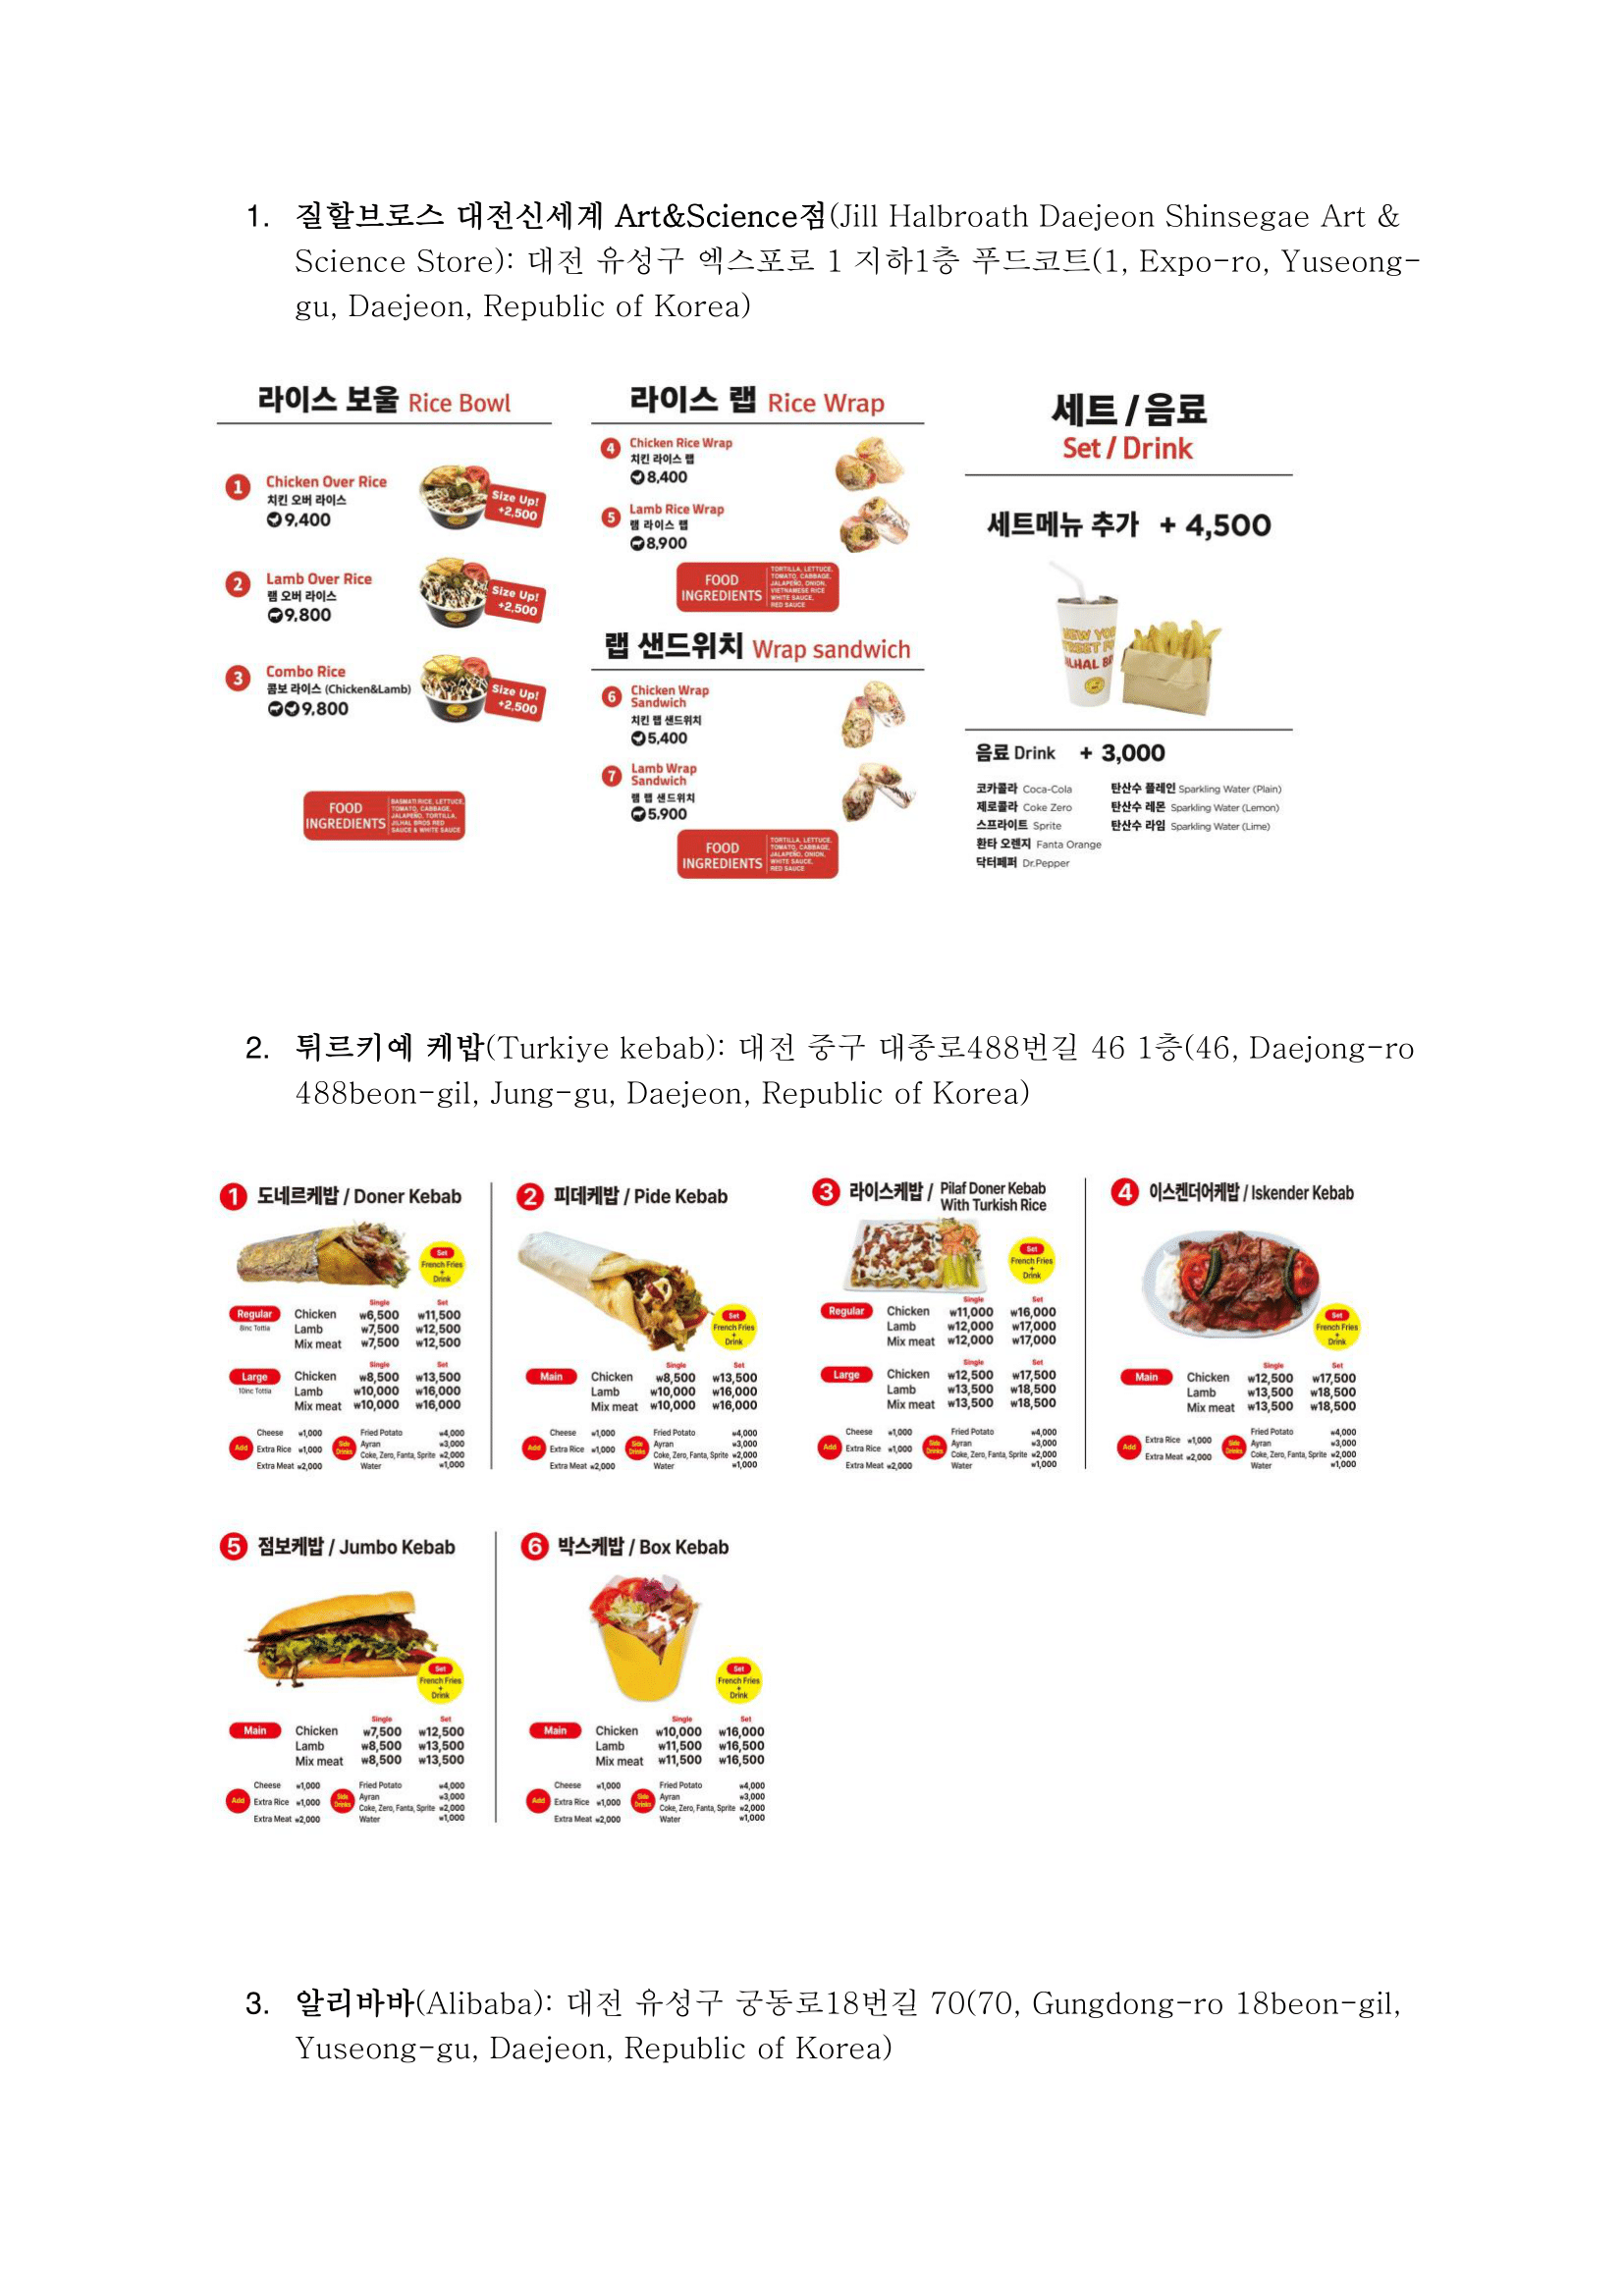 1. 질할브로스 대전신세계 Art&Science점(Jill Halbroath Daejeon Shinsegae Art &
Science Store): 대전 유성구 엑스포로 1 지하1층 푸드코트(1, Expo-ro, Yuseong-
gu, Daejeon, Republic of Korea)
라이스 보울 Rice Bowl
1 Chicken Over Rice
치킨 오버 라이스
9,400
Size Up!
+2,500
2 Lamb Over Rice
램 오버 라이스
9,800
Size Up!
+2,500
3 Combo Rice
콤보 라이스 (Chicken&Lamb)
9,800
Size Up!
+2,500
FOOD
INGREDIENTS
BASMATI RICE, LETTUCE,
TOMATO, CABBAGE,
JALAPEÑO, TORTILLA,
JILHAL BROS RED
SAUCE & WHITE SAUCE
라이스 랩 Rice Wrap
4 Chicken Rice Wrap
치킨 라이스 랩
8,400
5 Lamb Rice Wrap
램 라이스 랩
8,900
FOOD
INGREDIENTS
TORTILLA, LETTUCE,
TOMATO, CABBAGE,
JALAPEÑO, ONION,
VIETNAMESE RICE
WHITE SAUCE,
RED SAUCE
랩 샌드위치 Wrap sandwich
6 Chicken Wrap
Sandwich
치킨 랩 샌드위치
5,400
7 Lamb Wrap
Sandwich
램 랩 샌드위치
5,900
FOOD
INGREDIENTS
TORTILLA, LETTUCE,
TOMATO, CABBAGE,
JALAPEÑO, ONION,
WHITE SAUCE,
RED SAUCE
세트 / 음료
Set / Drink
세트메뉴 추가 + 4,500
음료 Drink + 3,000
코카콜라 Coca-Cola
제로콜라 Coke Zero
스프라이트 Sprite
환타 오렌지 Fanta Orange
닥터페퍼 Dr.Pepper
탄산수 플레인 Sparkling Water (Plain)
탄산수 레몬 Sparkling Water (Lemon)
탄산수 라임 Sparkling Water (Lime)
2. 튀르키예 케밥(Turkiye kebab): 대전 중구 대종로488번길 46 1층(46, Daejong-ro
488beon-gil, Jung-gu, Daejeon, Republic of Korea)
1 도네르케밥 / Doner Kebab
Set
French Fries
+
Drink
Single Set
Regular Chicken ₩6,500 ₩11,500
Lamb ₩7,500 ₩12,500
Mix meat ₩7,500 ₩12,500
Single Set
Large Chicken ₩8,500 ₩13,500
Lamb ₩10,000 ₩16,000
Mix meat ₩10,000 ₩16,000
Add
Cheese ₩1,000
Extra Rice ₩1,000
Extra Meat ₩2,000
Side
Drinks
Fried Potato ₩4,000
Ayran ₩3,000
Coke, Zero, Fanta, Sprite ₩2,000
Water ₩1,000
2 피데케밥 / Pide Kebab
Set
French Fries
+
Drink
Single Set
Main Chicken ₩8,500 ₩13,500
Lamb ₩10,000 ₩16,000
Mix meat ₩10,000 ₩16,000
Add
Cheese ₩1,000
Extra Rice ₩1,000
Extra Meat ₩2,000
Side
Drinks
Fried Potato ₩4,000
Ayran ₩3,000
Coke, Zero, Fanta, Sprite ₩2,000
Water ₩1,000
3 라이스케밥 / Pilaf Doner Kebab
With Turkish Rice
Set
French Fries
+
Drink
Single Set
Regular Chicken ₩11,000 ₩16,000
Lamb ₩12,000 ₩17,000
Mix meat ₩12,000 ₩17,000
Single Set
Large Chicken ₩12,500 ₩17,500
Lamb ₩13,500 ₩18,500
Mix meat ₩13,500 ₩18,500
Add
Cheese ₩1,000
Extra Rice ₩1,000
Extra Meat ₩2,000
Side
Drinks
Fried Potato ₩4,000
Ayran ₩3,000
Coke, Zero, Fanta, Sprite ₩2,000
Water ₩1,000
4 이스켄더어케밥 / Iskender Kebab
Set
French Fries
+
Drink
Single Set
Main Chicken ₩12,500 ₩17,500
Lamb ₩13,500 ₩18,500
Mix meat ₩13,500 ₩18,500
Add
Extra Rice ₩1,000
Extra Meat ₩2,000
Side
Drinks
Fried Potato ₩4,000
Ayran ₩3,000
Coke, Zero, Fanta, Sprite ₩2,000
Water ₩1,000
5 점보케밥 / Jumbo Kebab
Set
French Fries
+
Drink
Single Set
Main Chicken ₩7,500 ₩12,500
Lamb ₩8,500 ₩13,500
Mix meat ₩8,500 ₩13,500
Add
Cheese ₩1,000
Extra Rice ₩1,000
Extra Meat ₩2,000
Side
Drinks
Fried Potato ₩4,000
Ayran ₩3,000
Coke, Zero, Fanta, Sprite ₩2,000
Water ₩1,000
6 박스케밥 / Box Kebab
Set
French Fries
+
Drink
Single Set
Main Chicken ₩10,000 ₩16,000
Lamb ₩11,500 ₩16,500
Mix meat ₩11,500 ₩16,500
Add
Cheese ₩1,000
Extra Rice ₩1,000
Extra Meat ₩2,000
Side
Drinks
Fried Potato ₩4,000
Ayran ₩3,000
Coke, Zero, Fanta, Sprite ₩2,000
Water ₩1,000
3. 알리바바(Alibaba): 대전 유성구 궁동로18번길 70(70, Gungdong-ro 18beon-gil,
Yuseong-gu, Daejeon, Republic of Korea)